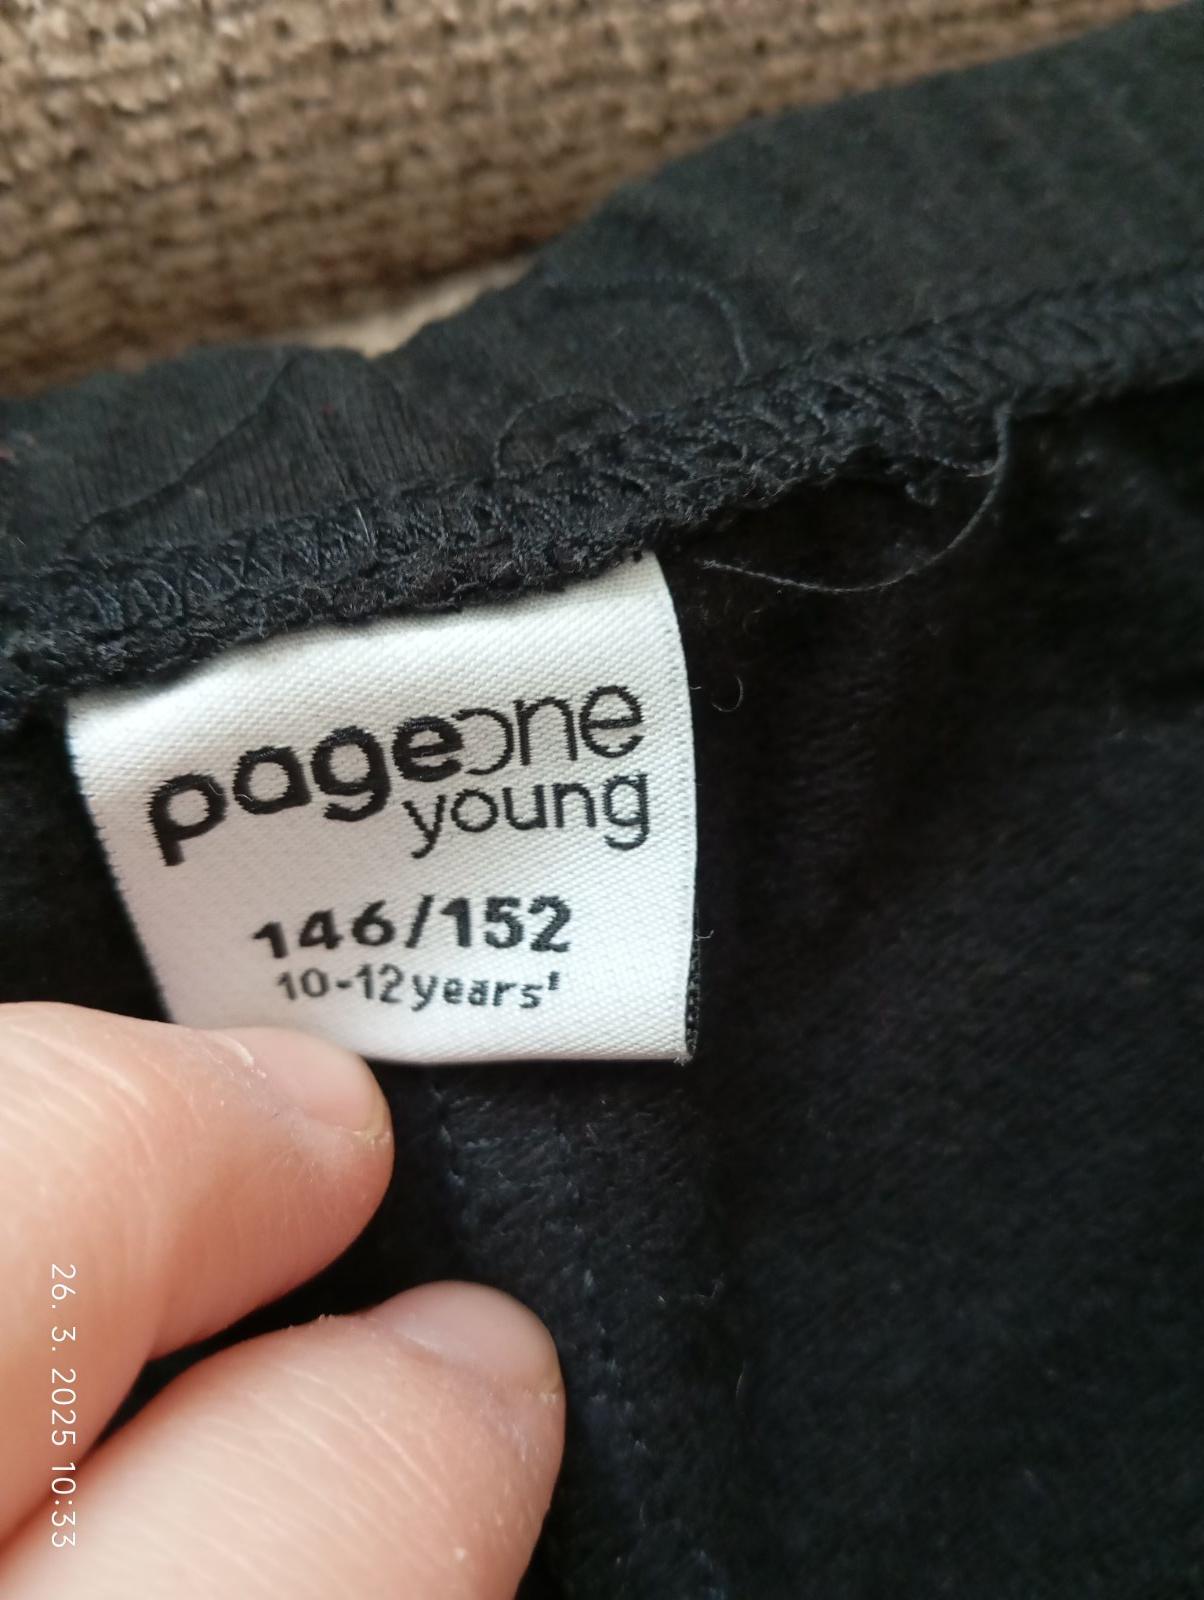 pageone
young
146/152
10-12years'
26. 3. 2025 10:33